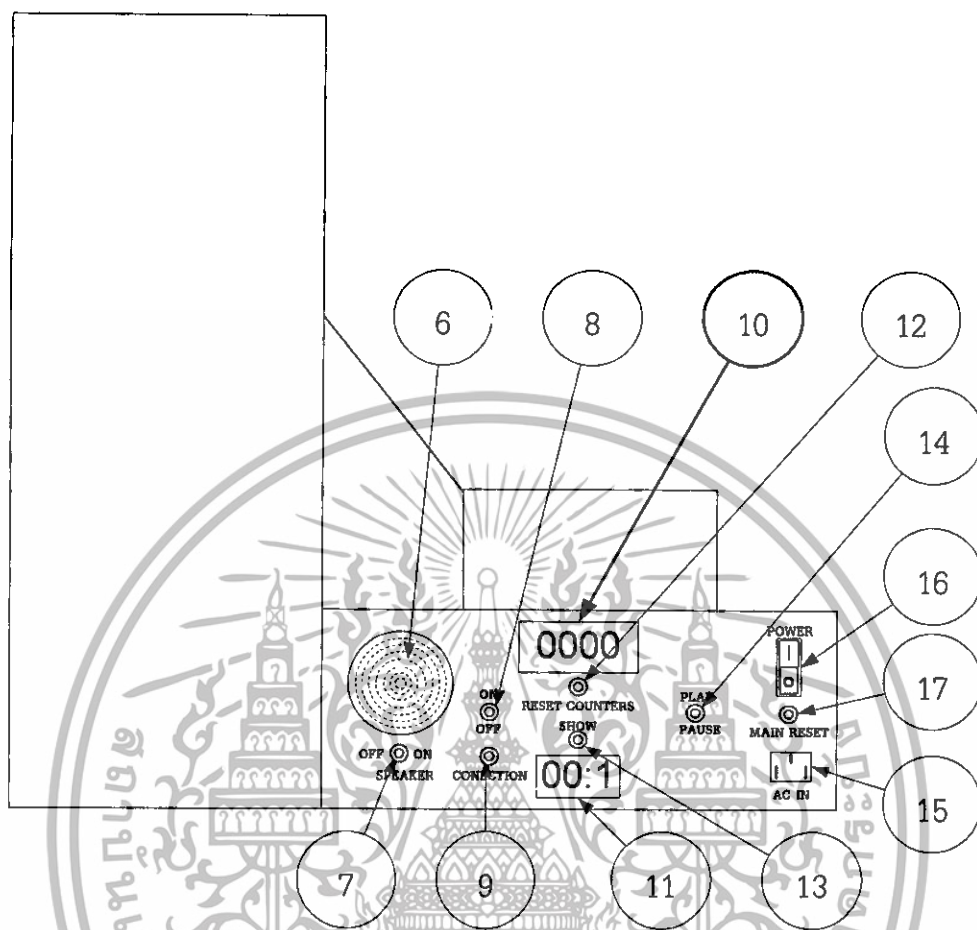 6 8 10 12
14
16
POWER
0000
17
ON
PLAY
RESET COUNTERS
OFF
SHOW
PAUSE
MAIN RESET
OFF ON
SPEAKER
CONECTION
00:1
AC IN
15
7 9 11 13